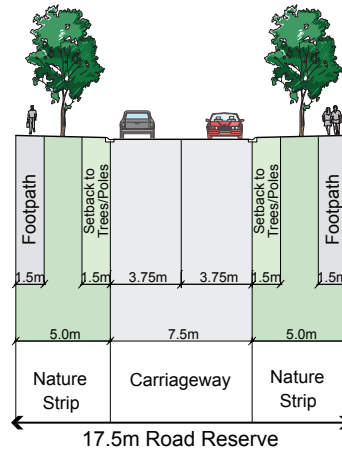 Footpath
Setback to
Trees/Poles
Setback to
Trees/Poles
Footpath
1.5m
1.5m
3.75m
3.75m
1.5m
1.5m
5.0m
7.5m
5.0m
Nature
Strip
Carriageway
Nature
Strip
17.5m Road Reserve